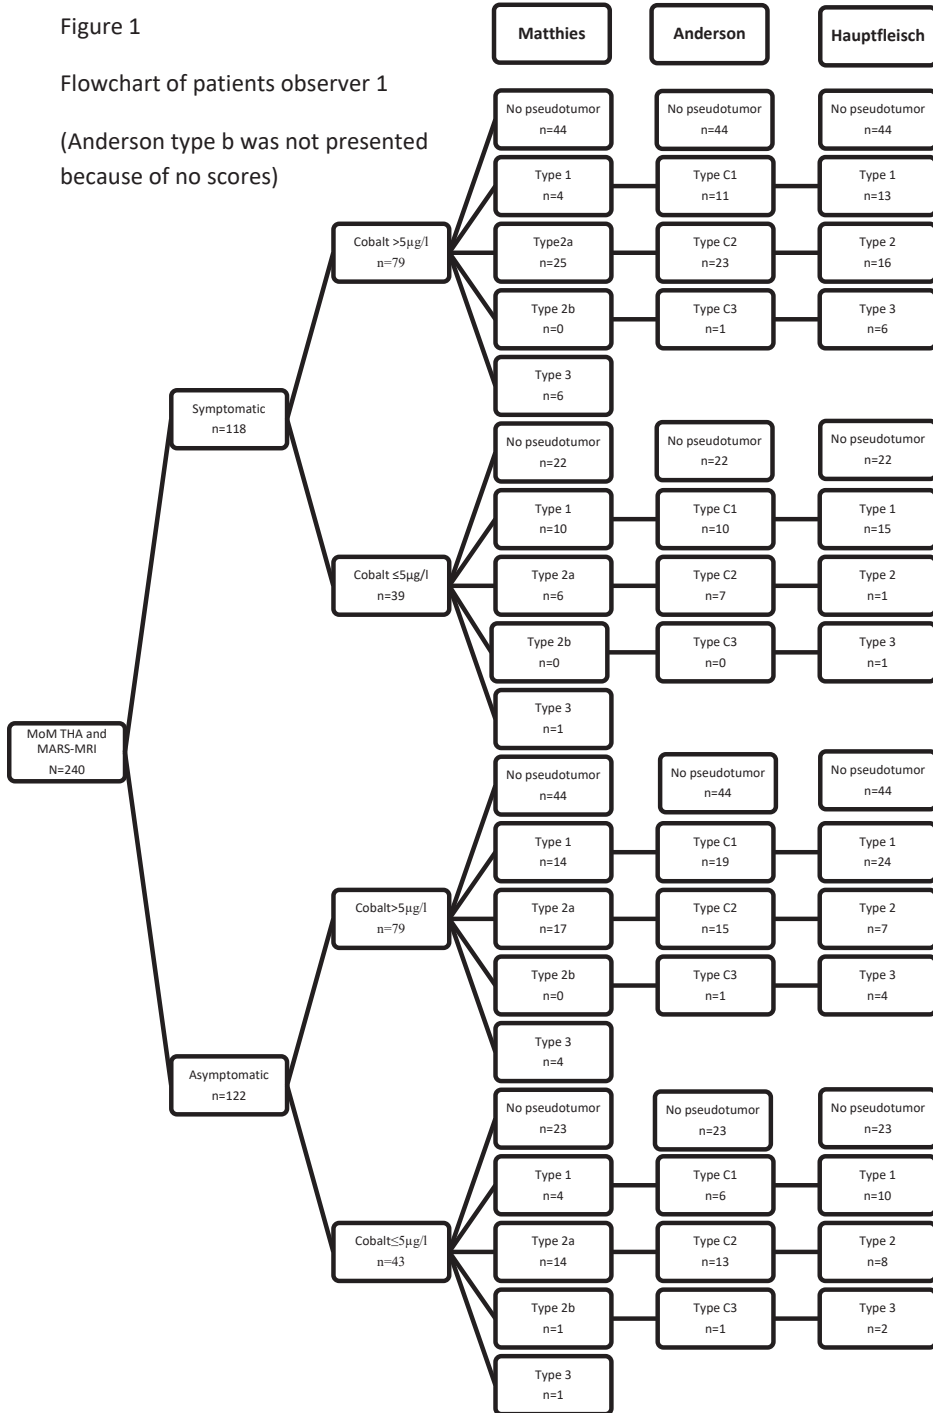 Figure 1
Flowchart of patients observer 1
(Anderson type b was not presented
because of no scores)
Matthies
Anderson
Hauptfleisch
MoM THA and
MARS-MRI
N=240
Symptomatic
n=118
Cobalt >5µg/l
n=79
No pseudotumor
n=44
No pseudotumor
n=44
No pseudotumor
n=44
Type 1
n=4
Type C1
n=11
Type 1
n=13
Type2a
n=25
Type C2
n=23
Type 2
n=16
Type 2b
n=0
Type C3
n=1
Type 3
n=6
Type 3
n=6
Cobalt ≤5µg/l
n=39
No pseudotumor
n=22
No pseudotumor
n=22
No pseudotumor
n=22
Type 1
n=10
Type C1
n=10
Type 1
n=15
Type 2a
n=6
Type C2
n=7
Type 2
n=1
Type 2b
n=0
Type C3
n=0
Type 3
n=1
Type 3
n=1
Asymptomatic
n=122
Cobalt>5µg/l
n=79
No pseudotumor
n=44
No pseudotumor
n=44
No pseudotumor
n=44
Type 1
n=14
Type C1
n=19
Type 1
n=24
Type 2a
n=17
Type C2
n=15
Type 2
n=7
Type 2b
n=0
Type C3
n=1
Type 3
n=4
Type 3
n=4
Cobalt≤5µg/l
n=43
No pseudotumor
n=23
No pseudotumor
n=23
No pseudotumor
n=23
Type 1
n=4
Type C1
n=6
Type 1
n=10
Type 2a
n=14
Type C2
n=13
Type 2
n=8
Type 2b
n=1
Type C3
n=1
Type 3
n=2
Type 3
n=1